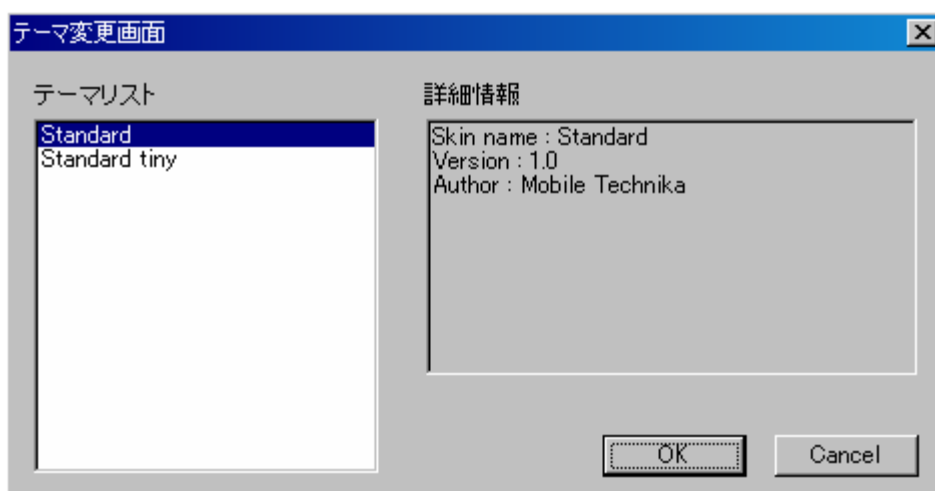 テーマ変更画面
テーマリスト
Standard
Standard tiny
詳細情報
Skin name : Standard
Version : 1.0
Author : Mobile Technika
OK
Cancel